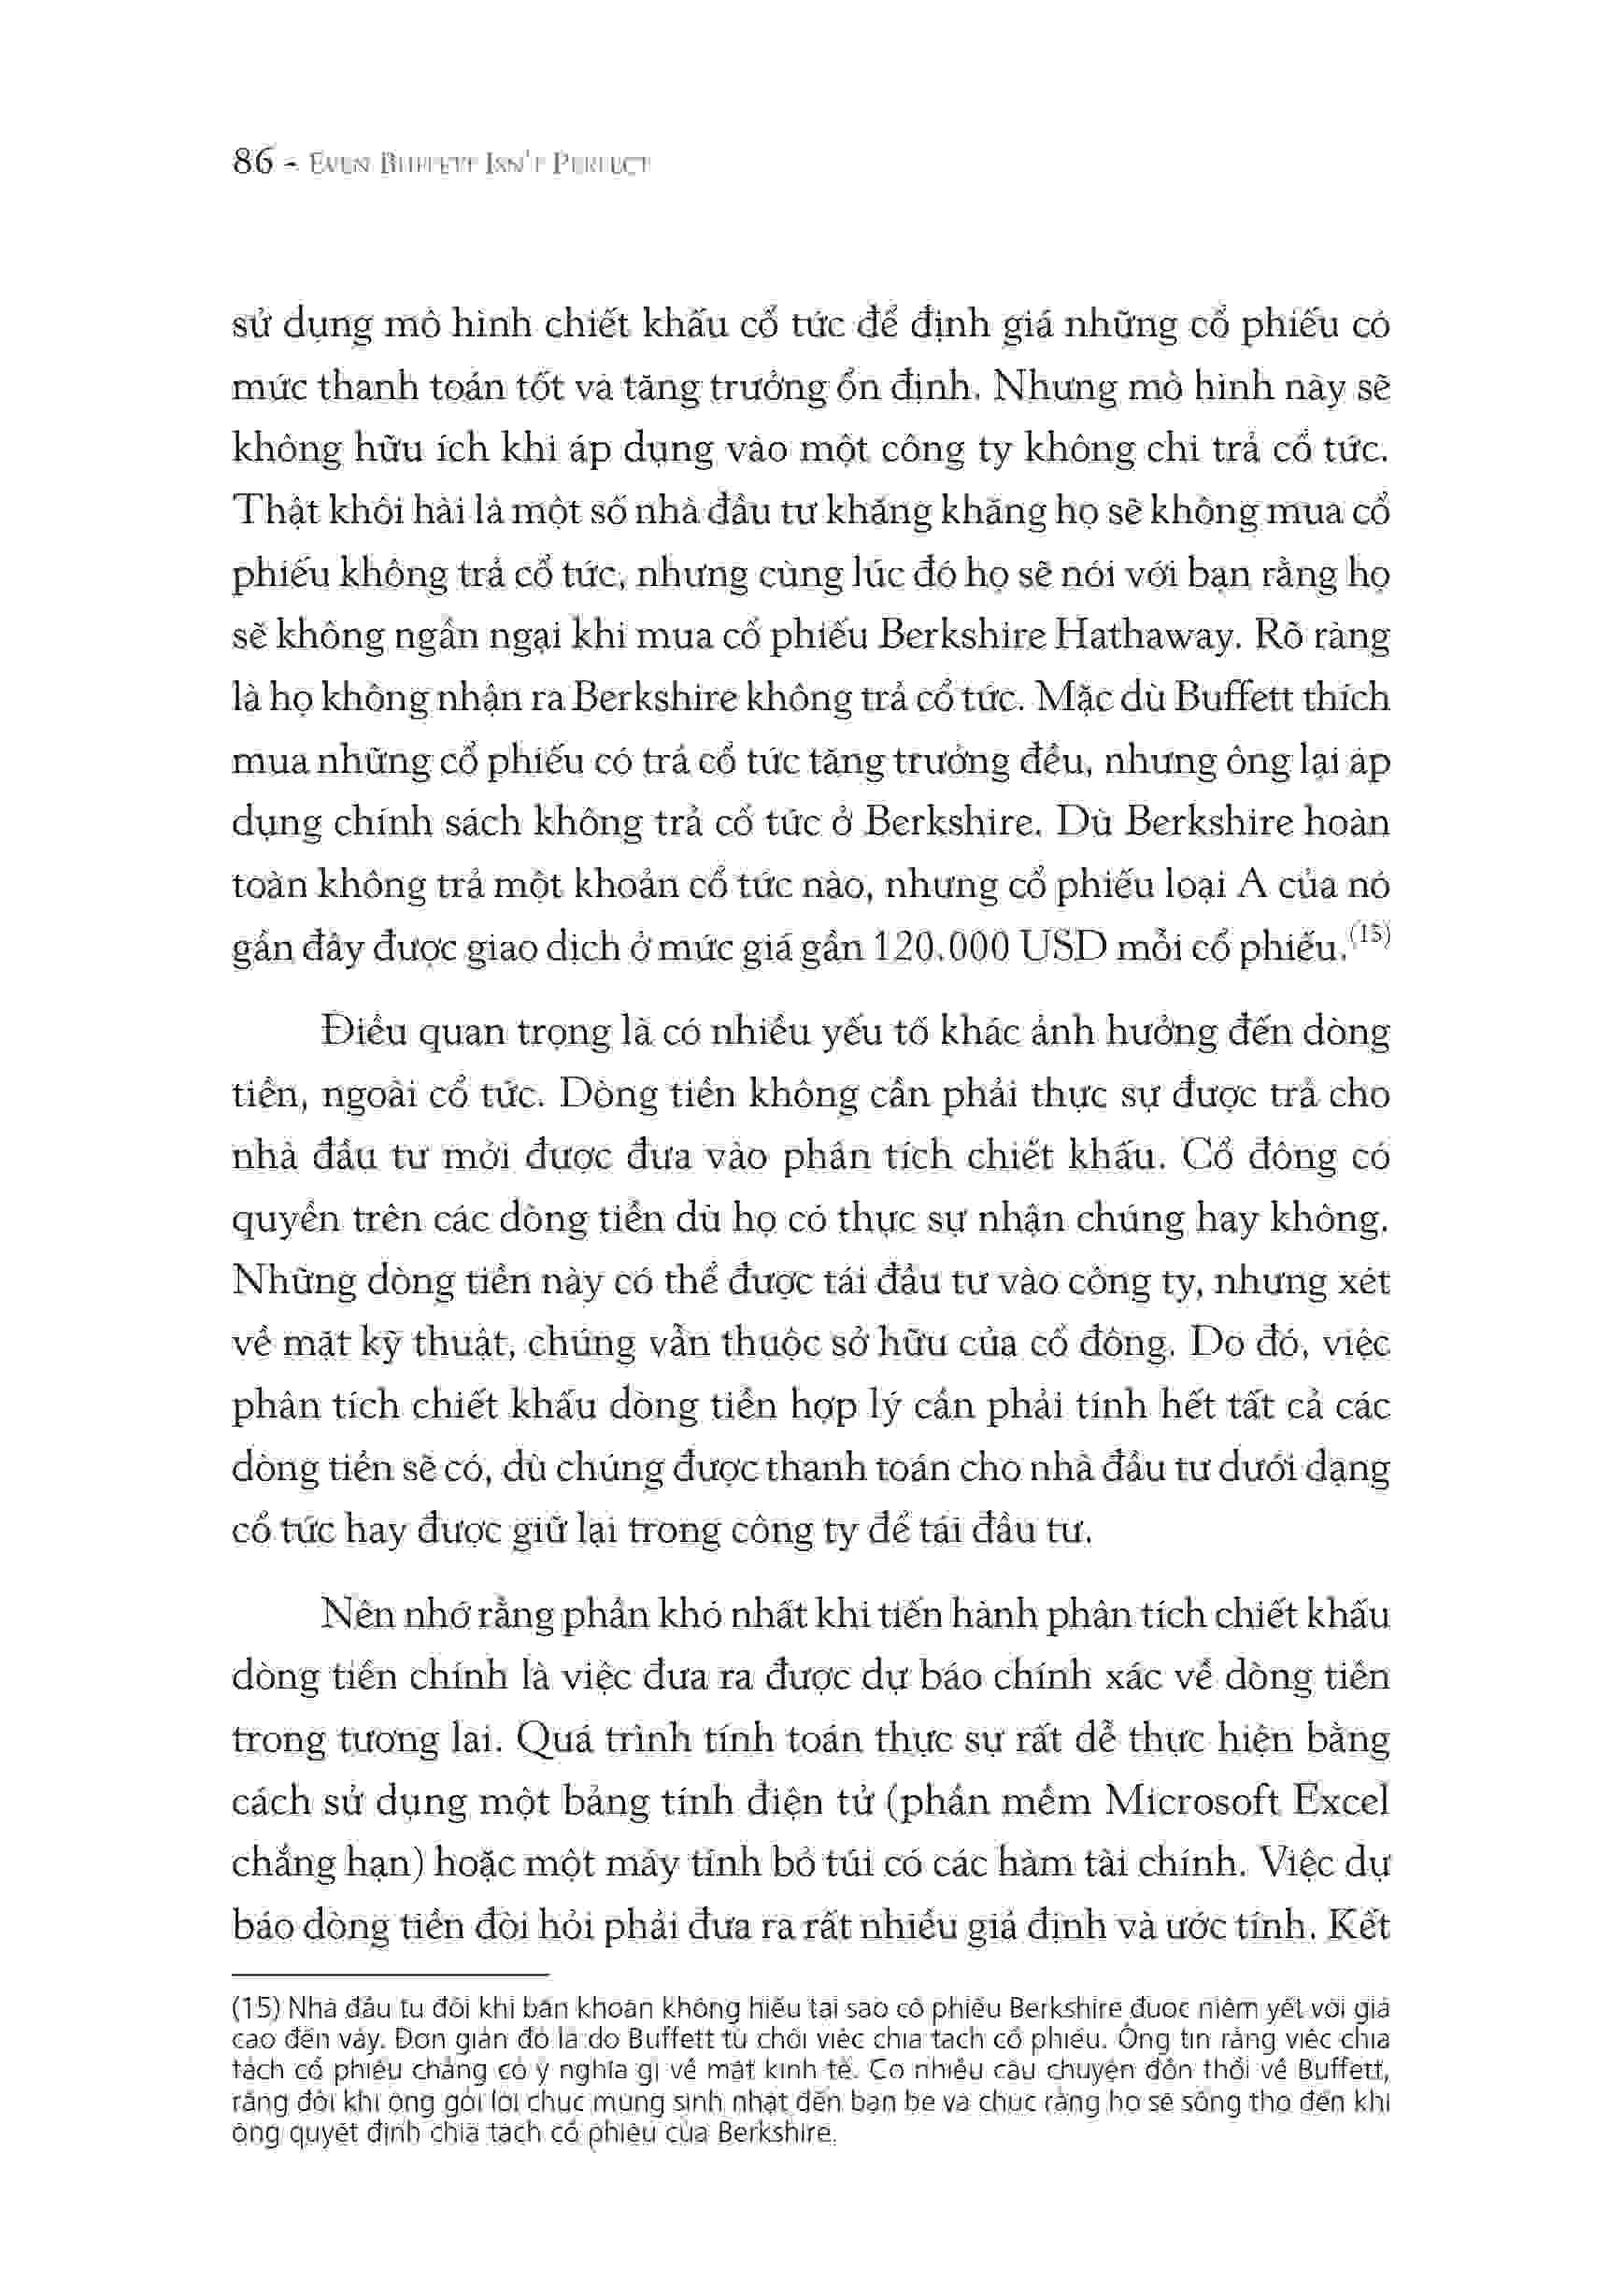 86 - EVEN BUFFETT ISN'T PERFECT
sử dụng mô hình chiết khấu cổ tức để định giá những cổ phiếu có
mức thanh toán tốt và tăng trưởng ổn định. Nhưng mô hình này sẽ
không hữu ích khi áp dụng vào một công ty không chi trả cổ tức.
Thật khôi hài là một số nhà đầu tư khăng khăng họ sẽ không mua cổ
phiếu không trả cổ tức, nhưng cùng lúc đó họ sẽ nói với bạn rằng họ
sẽ không ngần ngại khi mua cổ phiếu Berkshire Hathaway. Rõ ràng
là họ không nhận ra Berkshire không trả cổ tức. Mặc dù Buffett thích
mua những cổ phiếu có trả cổ tức tăng trưởng đều, nhưng ông lại áp
dụng chính sách không trả cổ tức ở Berkshire. Dù Berkshire hoàn
toàn không trả một khoản cổ tức nào, nhưng cổ phiếu loại A của nó
gần đây được giao dịch ở mức giá gần 120.000 USD mỗi cổ phiếu.(15)
Điều quan trọng là có nhiều yếu tố khác ảnh hưởng đến dòng
tiền, ngoài cổ tức. Dòng tiền không cần phải thực sự được trả cho
nhà đầu tư mới được đưa vào phân tích chiết khấu. Cổ đông có
quyền trên các dòng tiền dù họ có thực sự nhận chúng hay không.
Những dòng tiền này có thể được tái đầu tư vào công ty, nhưng xét
về mặt kỹ thuật, chúng vẫn thuộc sở hữu của cổ đông. Do đó, việc
phân tích chiết khấu dòng tiền hợp lý cần phải tính hết tất cả các
dòng tiền sẽ có, dù chúng được thanh toán cho nhà đầu tư dưới dạng
cổ tức hay được giữ lại trong công ty để tái đầu tư.
Nên nhớ rằng phần khó nhất khi tiến hành phân tích chiết khấu
dòng tiền chính là việc đưa ra được dự báo chính xác về dòng tiền
trong tương lai. Quá trình tính toán thực sự rất dễ thực hiện bằng
cách sử dụng một bảng tính điện tử (phần mềm Microsoft Excel
chẳng hạn) hoặc một máy tính bỏ túi có các hàm tài chính. Việc dự
báo dòng tiền đòi hỏi phải đưa ra rất nhiều giả định và ước tính. Kết
(15) Nhà đầu tư đôi khi băn khoăn không hiểu tại sao cổ phiếu Berkshire được niêm yết với giá
cao đến vậy. Đơn giản đó là do Buffett từ chối việc chia tách cổ phiếu. Ông tin rằng việc chia
tách cổ phiếu chẳng có ý nghĩa gì về mặt kinh tế. Có nhiều câu chuyện đồn thổi về Buffett,
rằng đôi khi ông gởi lời chúc mừng sinh nhật đến bạn bè và chúc rằng họ sẽ sống thọ đến khi
ông quyết định chia tách cổ phiếu của Berkshire.